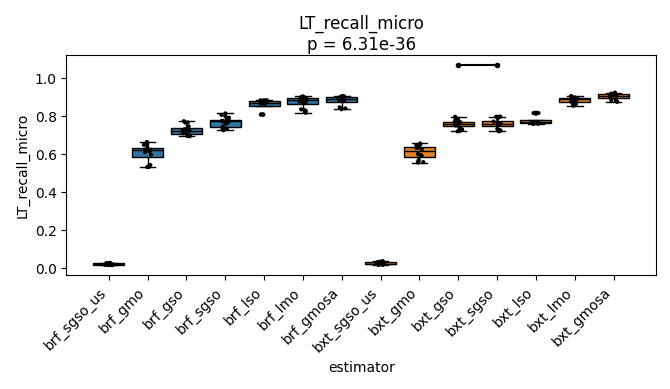 LT_recall_micro
p = 6.31e-36
LT_recall_micro
1.0
0.8
0.6
0.4
0.2
0.0
brf_sgso_us
brf_gmo
brf_gso
brf_sgso
brf_lso
brf_lmo
brf_gmosa
bxt_sgso_us
bxt_gmo
bxt_gso
bxt_sgso
bxt_lso
bxt_lmo
bxt_gmosa
estimator